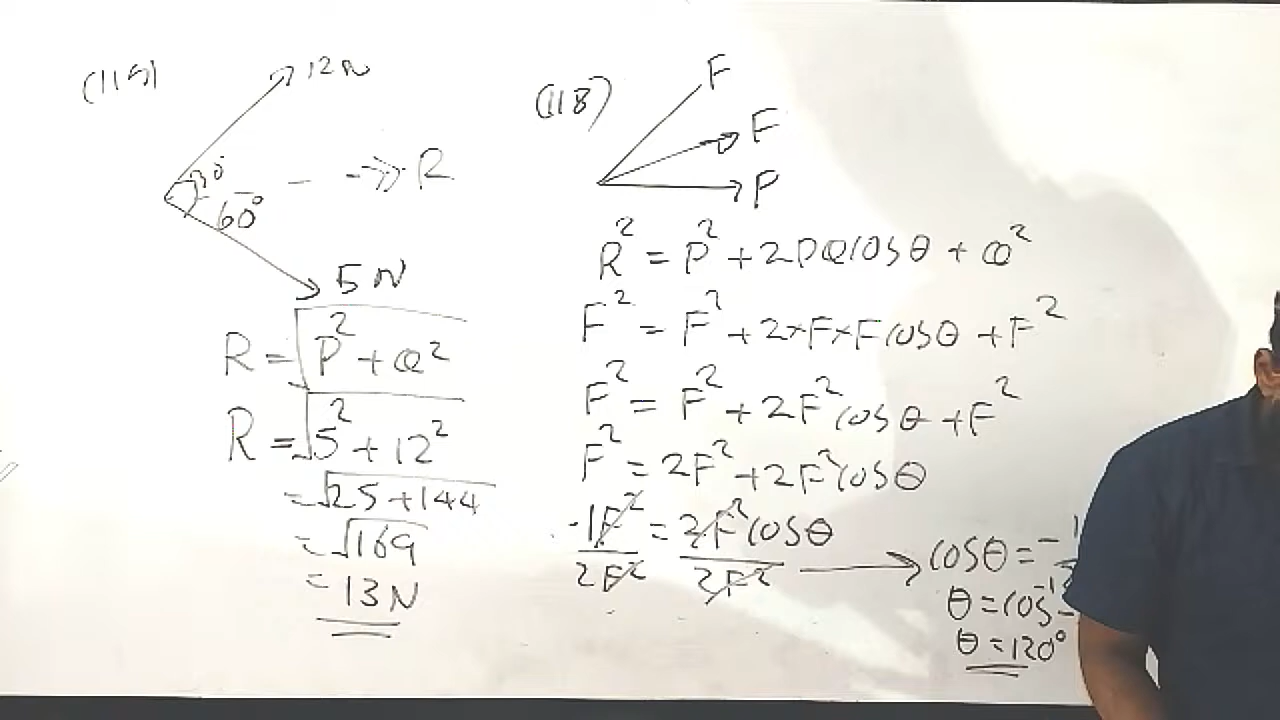 (115)
12N
30°
60°
R
5N
R = √P² + Q²
R = √5² + 12²
= √25 + 144
= √169
= 13N
(118)
F
F
P
R² = P² + 2PQcosθ + Q²
F² = F² + 2×F×Fcosθ + F²
F² = F² + 2F²cosθ + F²
F² = 2F² + 2F²cosθ
-1F²/2F² = 2F²cosθ/2F²
cosθ = -1
θ = cos⁻¹
θ = 120°